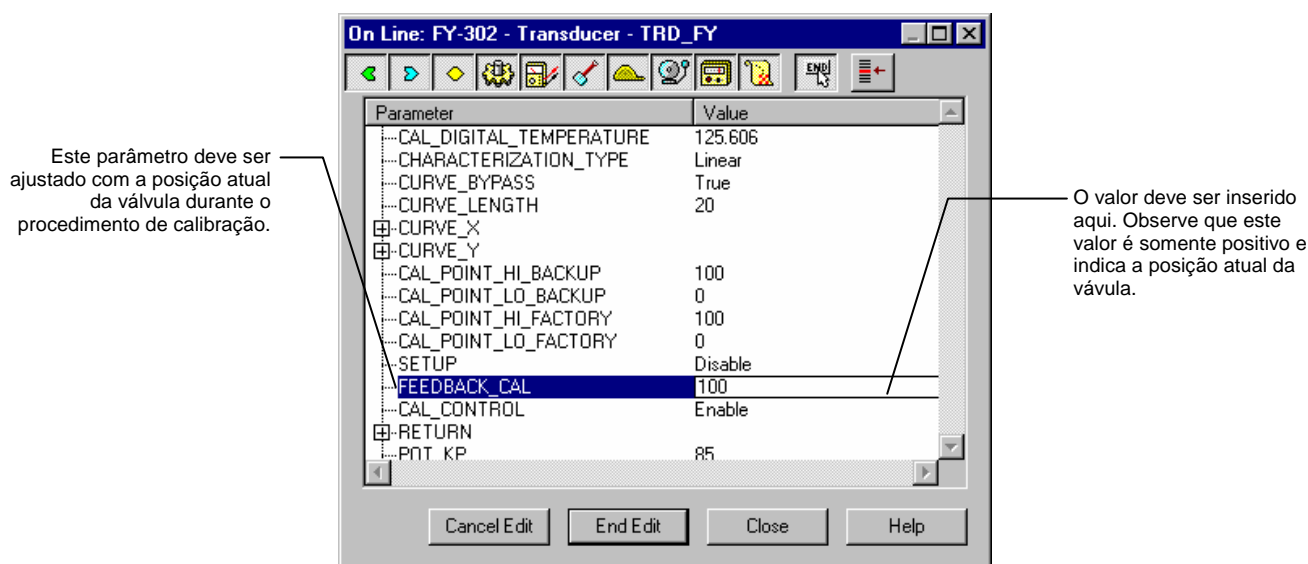 On Line: FY-302 - Transducer - TRD_FY
END
Parameter Value
CAL_DIGITAL_TEMPERATURE 125.606
CHARACTERIZATION_TYPE Linear
CURVE_BYPASS True
CURVE_LENGTH 20
CURVE_X
CURVE_Y
CAL_POINT_HI_BACKUP 100
CAL_POINT_LO_BACKUP 0
CAL_POINT_HI_FACTORY 100
CAL_POINT_LO_FACTORY 0
SETUP Disable
FEEDBACK_CAL 100
CAL_CONTROL Enable
RETURN
POT_KP 85
Cancel Edit End Edit Close Help
Este parâmetro deve ser
ajustado com a posição atual
da válvula durante o
procedimento de calibração.
O valor deve ser inserido
aqui. Observe que este
valor é somente positivo e
indica a posição atual da
vávula.